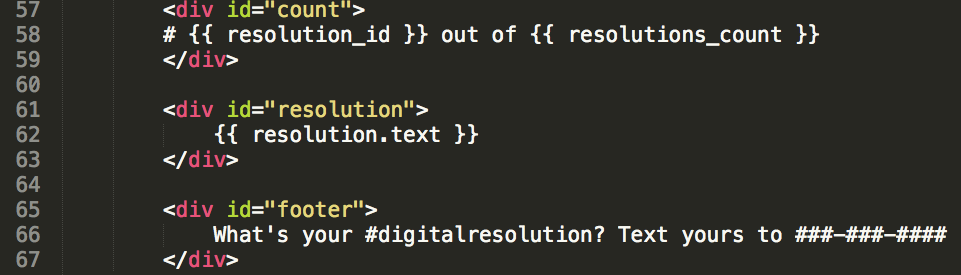 57 <div id="count">
58 # {{ resolution_id }} out of {{ resolutions_count }}
59 </div>
60
61 <div id="resolution">
62 {{ resolution.text }}
63 </div>
64
65 <div id="footer">
66 What's your #digitalresolution? Text yours to ###-###-####
67 </div>